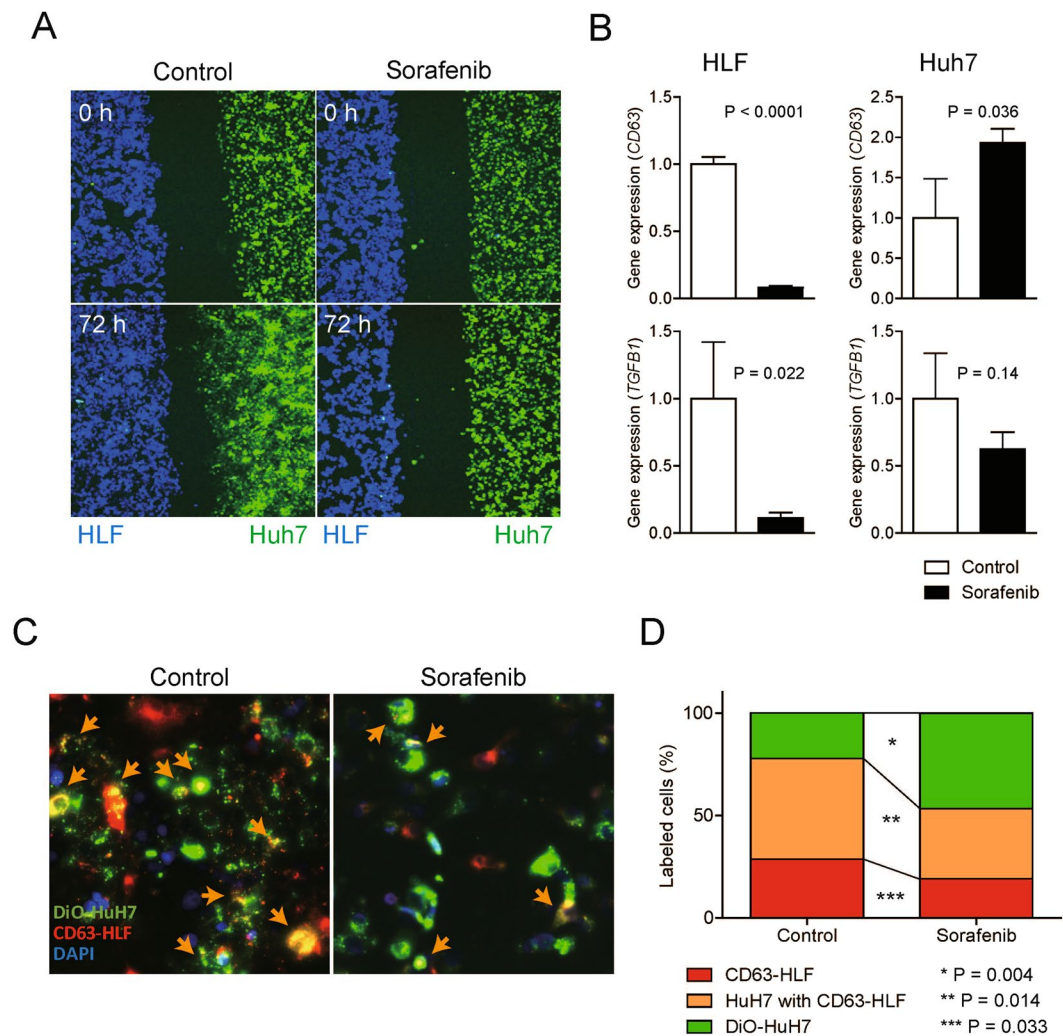 A
Control Sorafenib
0 h 0 h
72 h 72 h
HLF Huh7 HLF Huh7
B
HLF Huh7
Gene expression (CD63)
1.5
1.0
0.5
0.0
P < 0.0001
Gene expression (CD63)
2.5
2.0
1.5
1.0
0.5
0.0
P = 0.036
Gene expression (TGFB1)
1.5
1.0
0.5
0.0
P = 0.022
Gene expression (TGFB1)
1.5
1.0
0.5
0.0
P = 0.14
Control
Sorafenib
C
Control Sorafenib
DiO-HuH7
CD63-HLF
DAPI
D
Labeled cells (%)
100
50
0
*
**
***
Control Sorafenib
CD63-HLF * P = 0.004
HuH7 with CD63-HLF ** P = 0.014
DiO-HuH7 *** P = 0.033